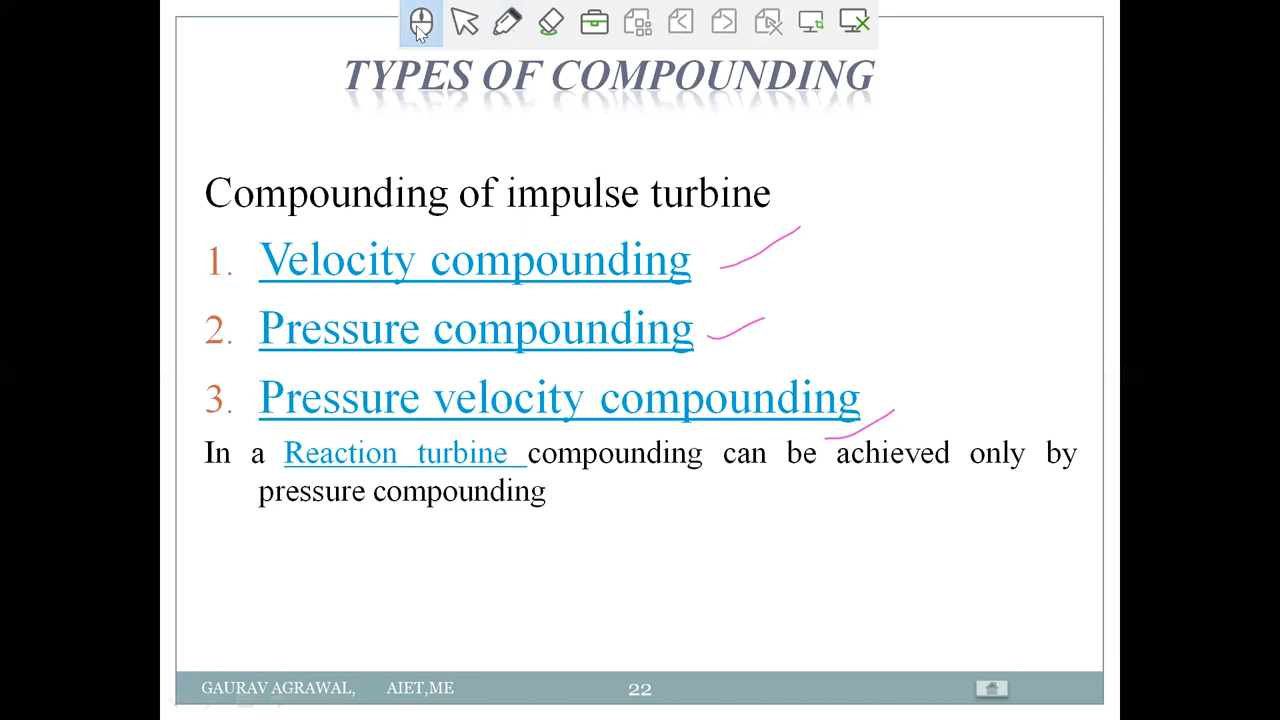 TYPES OF COMPOUNDING
Compounding of impulse turbine
1. Velocity compounding
2. Pressure compounding
3. Pressure velocity compounding
In a Reaction turbine compounding can be achieved only by
pressure compounding
GAURAV AGRAWAL, AIET,ME 22